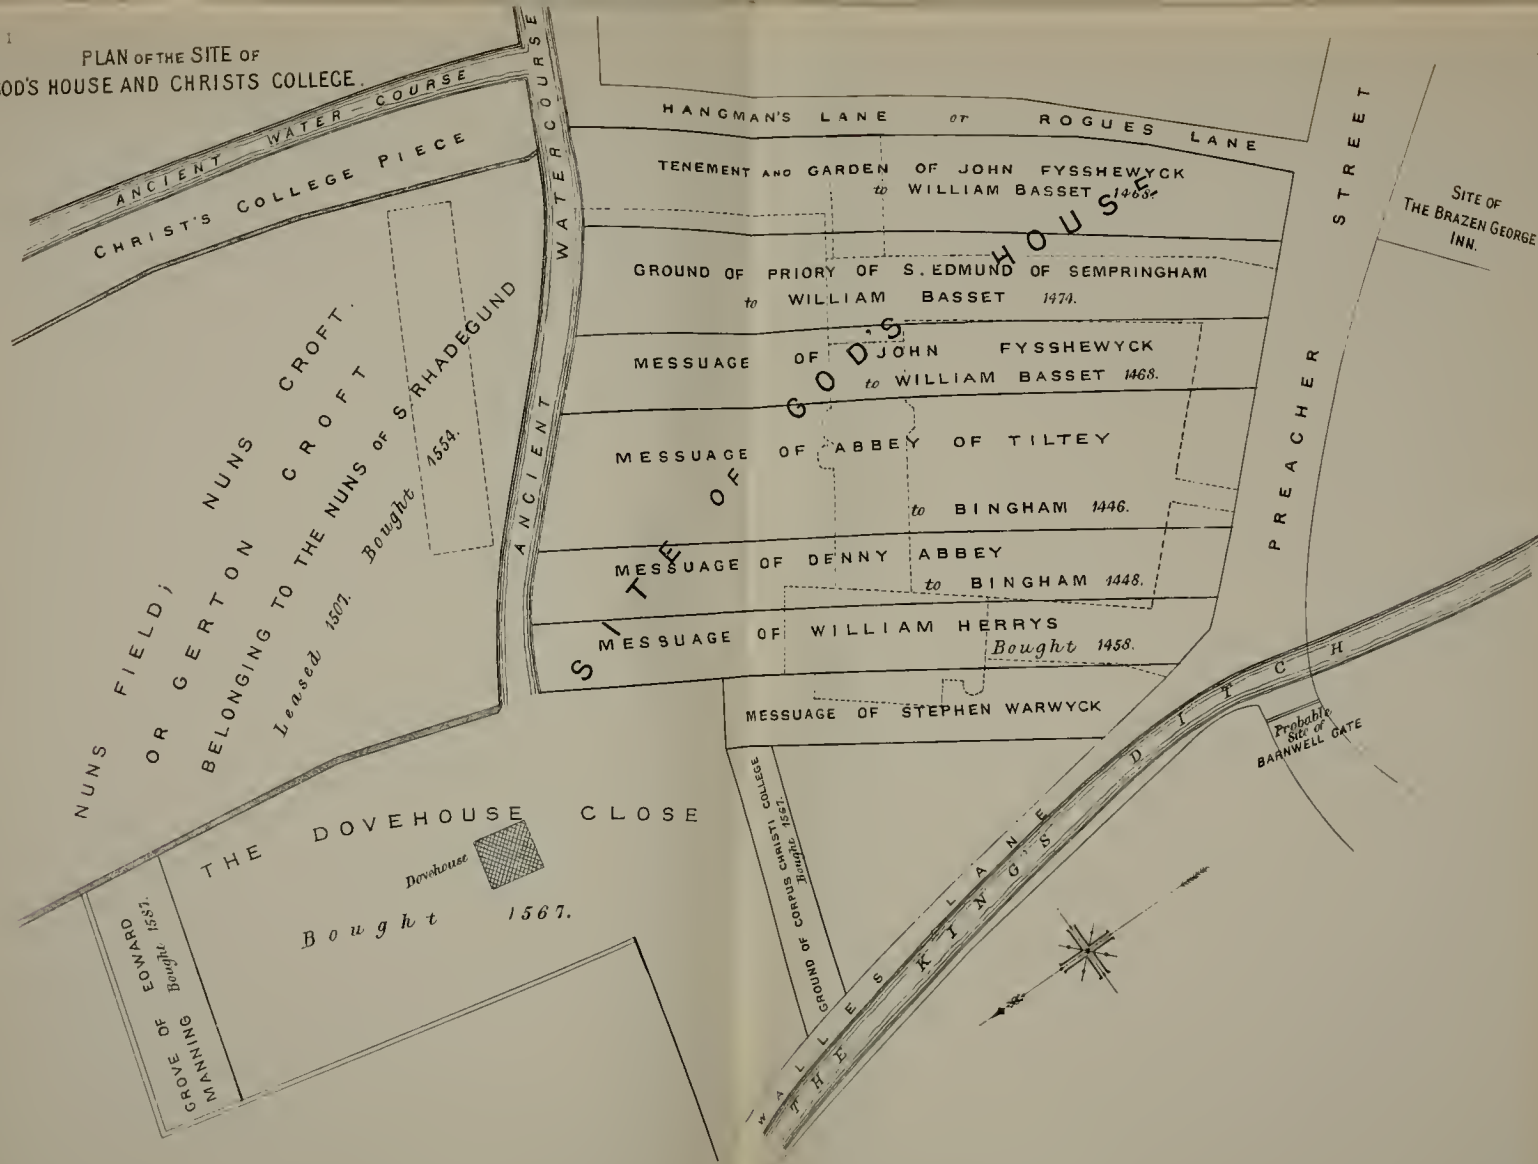 1
PLAN OF THE SITE OF
OD'S HOUSE AND CHRISTS COLLEGE.
ANCIENT WATER-COURSE
CHRIST'S COLLEGE PIECE
ANCIENT WATERCOURSE
HANGMAN'S LANE or ROGUES LANE
TENEMENT AND GARDEN OF JOHN FYSSHEWYCK
to WILLIAM BASSET 1468.
GROUND OF PRIORY OF S. EDMUND OF SEMPRINGHAM
to WILLIAM BASSET 1474.
MESSUAGE OF JOHN FYSSHEWYCK
to WILLIAM BASSET 1468.
MESSUAGE OF ABBEY OF TILTEY
to BINGHAM 1446.
MESSUAGE OF DENNY ABBEY
to BINGHAM 1448.
MESSUAGE OF WILLIAM HERRYS
Bought 1458.
MESSUAGE OF STEPHEN WARWYCK
SITE OF GOD'S HOUSE
PREACHER STREET
SITE OF
THE BRAZEN GEORGE
INN.
NUNS FIELD; NUNS CROFT.
OR GERTON CROFT
BELONGING TO THE NUNS OF S RHADEGUND
Leased 1507. Bought 1554.
THE DOVEHOUSE CLOSE
Dovehouse
Bought 1567.
GROVE OF EDWARD
MANNING Bought 1587.
GROUND OF CORPUS CHRISTI COLLEGE
Bought 1567.
WALLES LANE
THE KING'S DITCH
Probable
Site of
BARNWELL GATE